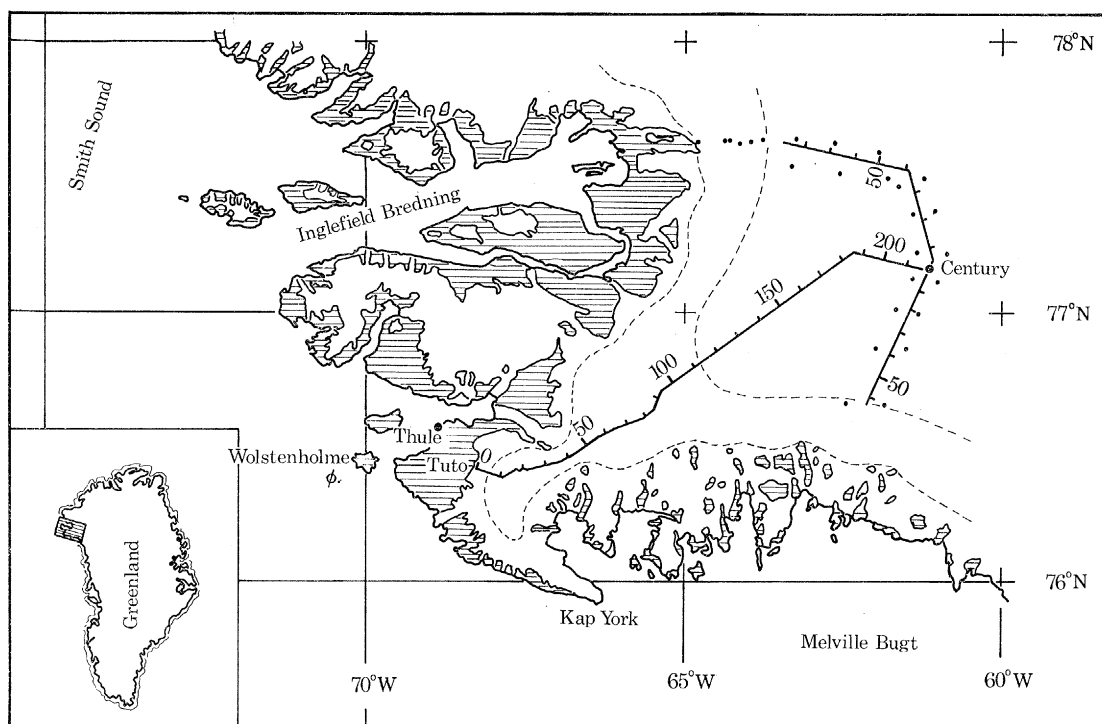 78°N
Smith Sound
50
Inglefield Bredning
200
Century
150
77°N
100
50
50
Thule
Wolstenholme
ø.
Tuto
0
Greenland
76°N
Kap York
Melville Bugt
70°W
65°W
60°W